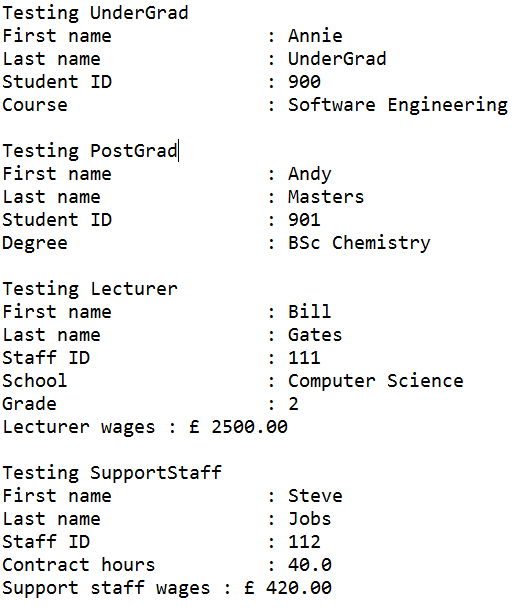 Testing UnderGrad
First name : Annie
Last name : UnderGrad
Student ID : 900
Course : Software Engineering
Testing PostGrad
First name : Andy
Last name : Masters
Student ID : 901
Degree : BSc Chemistry
Testing Lecturer
First name : Bill
Last name : Gates
Staff ID : 111
School : Computer Science
Grade : 2
Lecturer wages : £ 2500.00
Testing SupportStaff
First name : Steve
Last name : Jobs
Staff ID : 112
Contract hours : 40.0
Support staff wages : £ 420.00